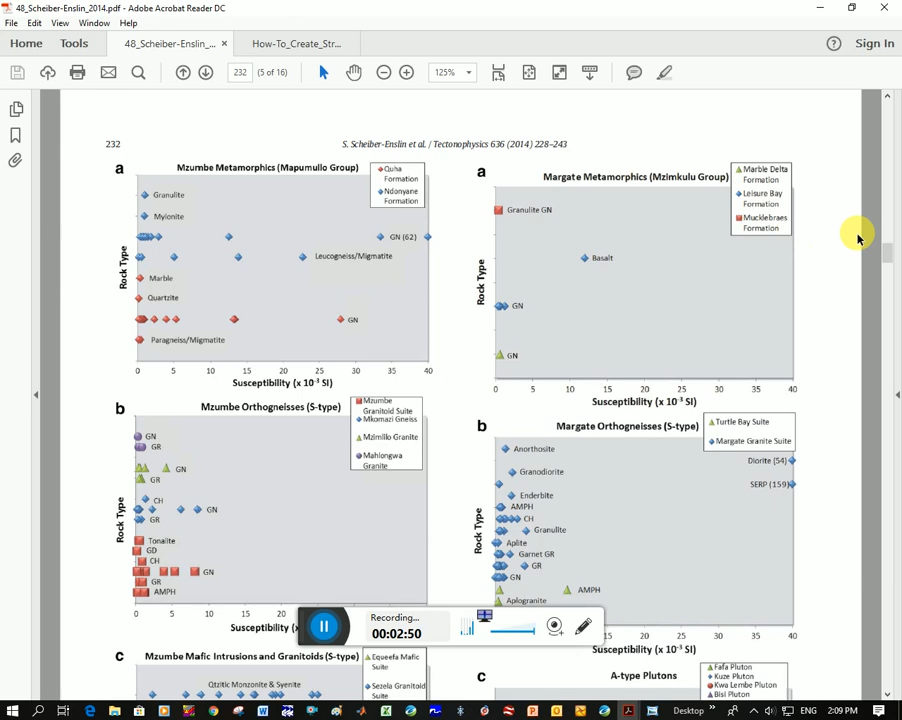 48_Scheiber-Enslin_2014.pdf - Adobe Acrobat Reader DC
File Edit View Window Help
Home Tools 48_Scheiber-Enslin_... × How-To_Create_Str... ? Sign In
232 (5 of 16) 125%
232 S. Scheiber-Enslin et al. / Tectonophysics 636 (2014) 228–243
a Mzumbe Metamorphics (Mapumullo Group)
Quha
Formation
Ndonyane
Formation
Granulite
Mylonite
GN (62)
Leucogneiss/Migmatite
Marble
Quartzite
GN
Paragneiss/Migmatite
Rock Type
0 5 10 15 20 25 30 35 40
Susceptibility (x 10⁻³ SI)
a Margate Metamorphics (Mzimkulu Group)
Marble Delta
Formation
Leisure Bay
Formation
Mucklebraes
Formation
Granulite GN
Basalt
GN
GN
Rock Type
0 5 10 15 20 25 30 35 40
Susceptibility (x 10⁻³ SI)
b Mzumbe Orthogneisses (S-type)
Mzumbe
Granitoid Suite
Mkomazi Gneiss
Mzimlilo Granite
Mahlongwa
Granite
GN
GR
GN
GR
CH
GN
GR
Tonalite
GD
CH
GN
GR
AMPH
Rock Type
0 5 10 15 20
Susceptibility (x
b Margate Orthogneisses (S-type)
Turtle Bay Suite
Margate Granite Suite
Anorthosite
Diorite (54)
Granodiorite
SERP (159)
Enderbite
AMPH
CH
Granulite
Aplite
Garnet GR
GR
GN
AMPH
Aplogranite
Rock Type
20 25 30 35 40
Susceptibility (x 10⁻³ SI)
Recording...
00:02:50
c Mzumbe Mafic Intrusions and Granitoids (S-type)
Equeefa Mafic
Suite
Sezela Granitoid
Suite
Qtzitic Monzonite & Syenite
c A-type Plutons
Fafa Pluton
Kuze Pluton
Kwa Lembe Pluton
Bisi Pluton
Desktop ENG 2:09 PM